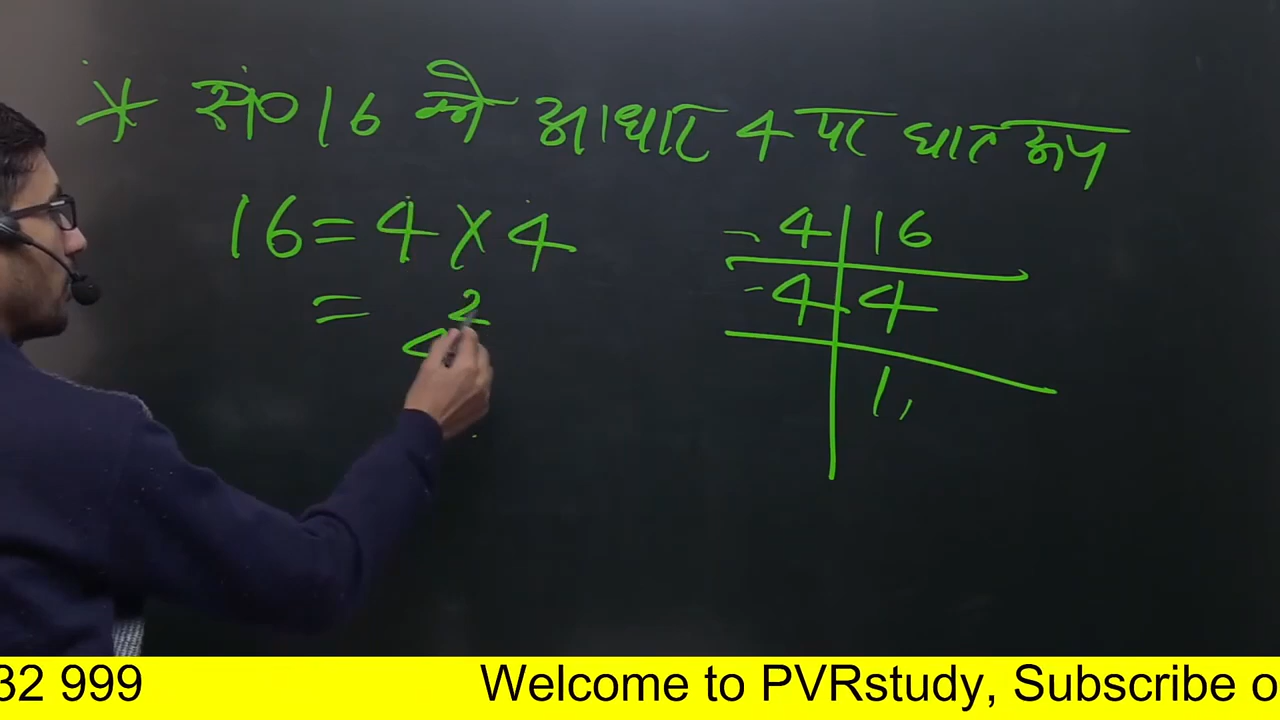 * सं० 16 को आधार 4 पर घात रूप
16 = 4 × 4
= 4²
4 | 16
4 | 4
1,
32 999 Welcome to PVRstudy, Subscribe o